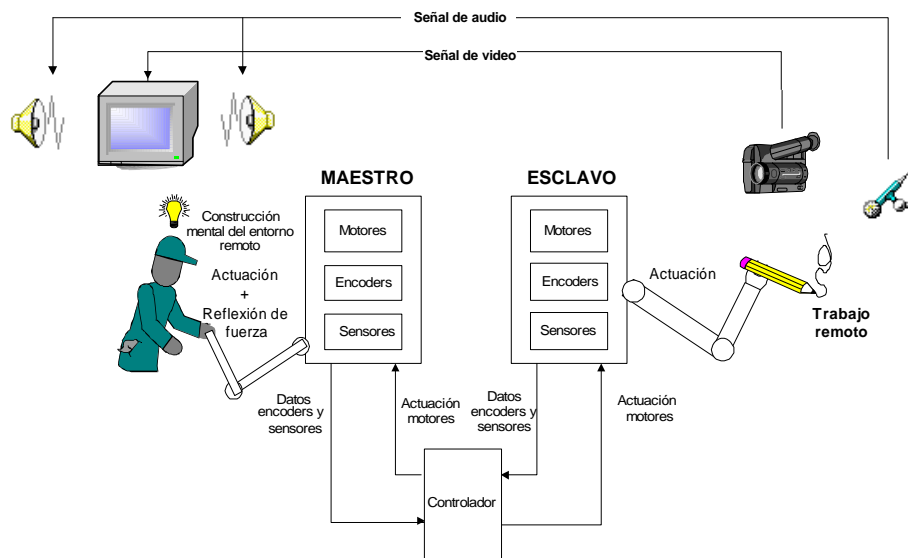 Señal de audio
Señal de video
MAESTRO
ESCLAVO
Construcción
mental del entorno
remoto
Actuación
+
Reflexión de
fuerza
Motores
Encoders
Sensores
Motores
Encoders
Sensores
Actuación
Trabajo
remoto
Datos
encoders y
sensores
Actuación
motores
Datos
encoders y
sensores
Actuación
motores
Controlador